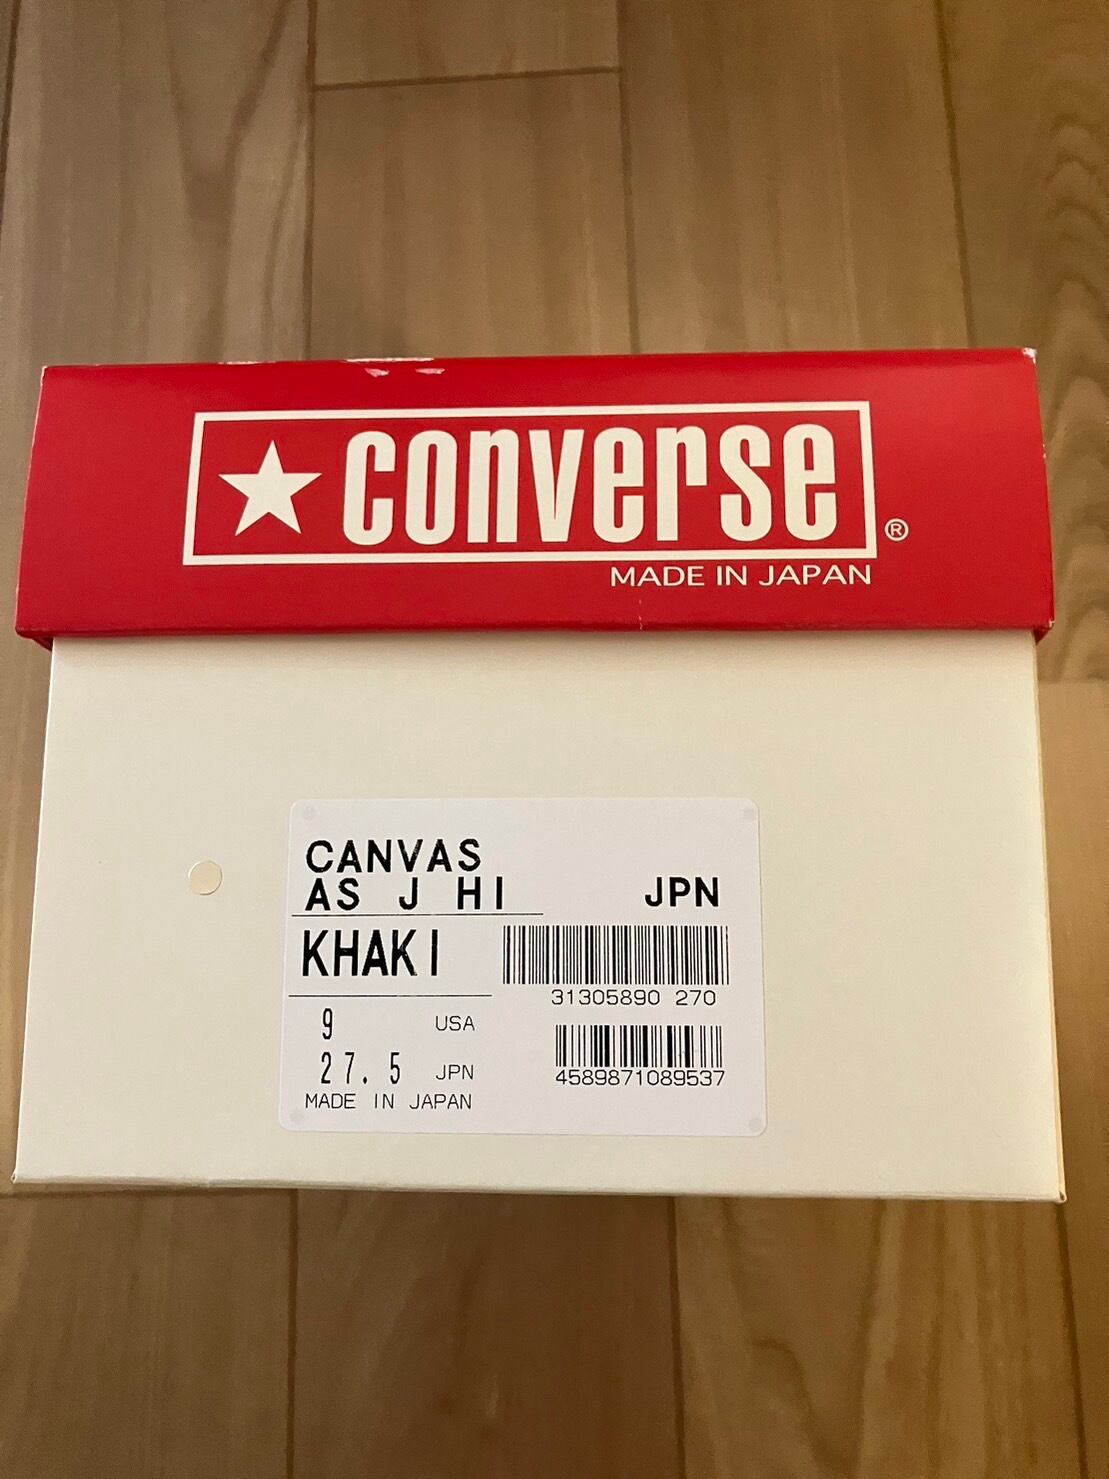 CONVERSE ®
MADE IN JAPAN
CANVAS
AS J HI
JPN
KHAKI
31305890 270
9 USA
27.5 JPN
4589871089537
MADE IN JAPAN